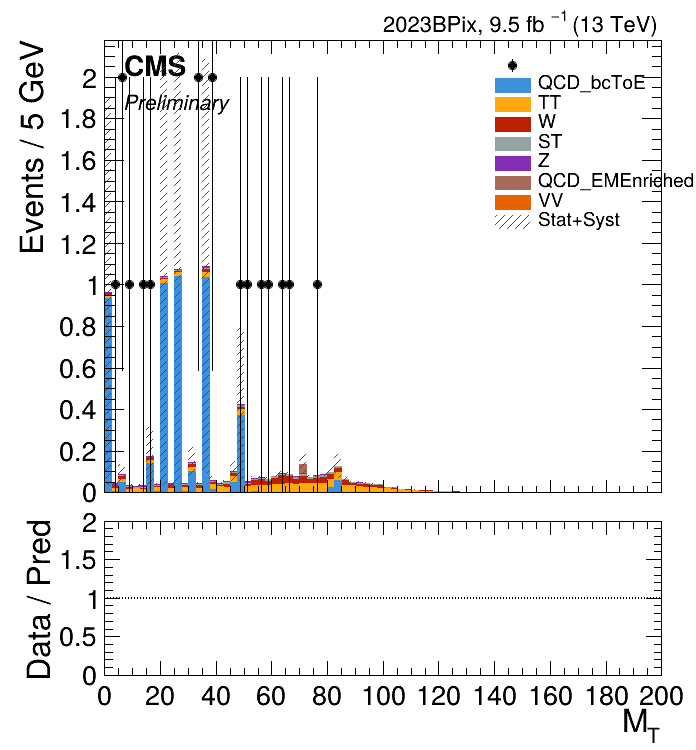 2023BPix, 9.5 fb⁻¹ (13 TeV)
CMS
Preliminary
Events / 5 GeV
2
1.8
1.6
1.4
1.2
1
0.8
0.6
0.4
0.2
0
QCD_bcToE
TT
W
ST
Z
QCD_EMEnriched
VV
Stat+Syst
Data / Pred
2
1.5
1
0.5
0
0 20 40 60 80 100 120 140 160 180 200
M_T